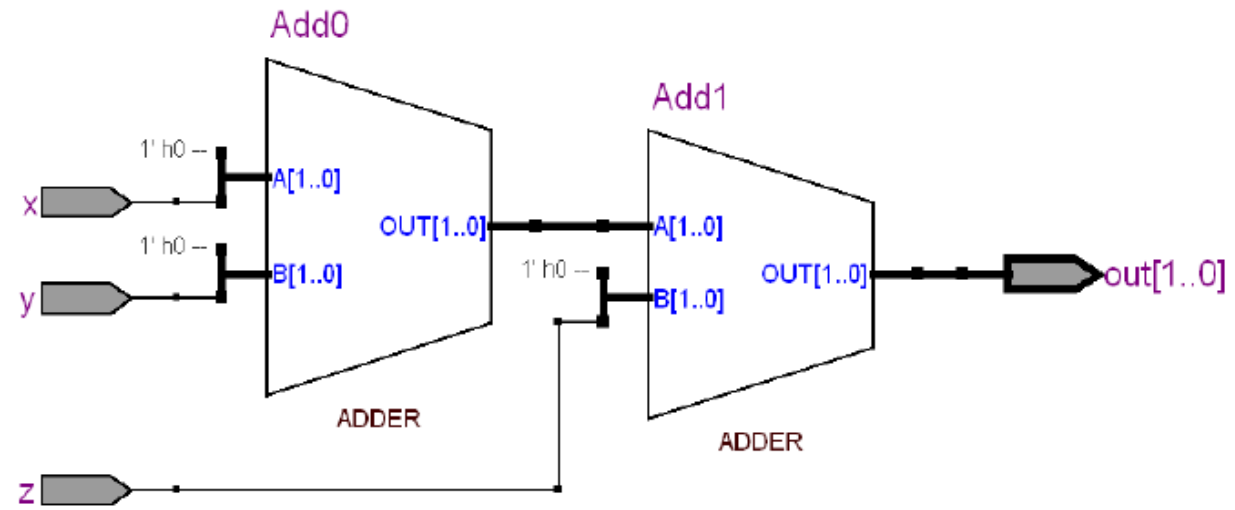 Add0
Add1
1' h0 --
A[1..0]
x
OUT[1..0]
A[1..0]
1' h0 --
1' h0 --
B[1..0]
OUT[1..0]
out[1..0]
y
B[1..0]
ADDER
ADDER
z